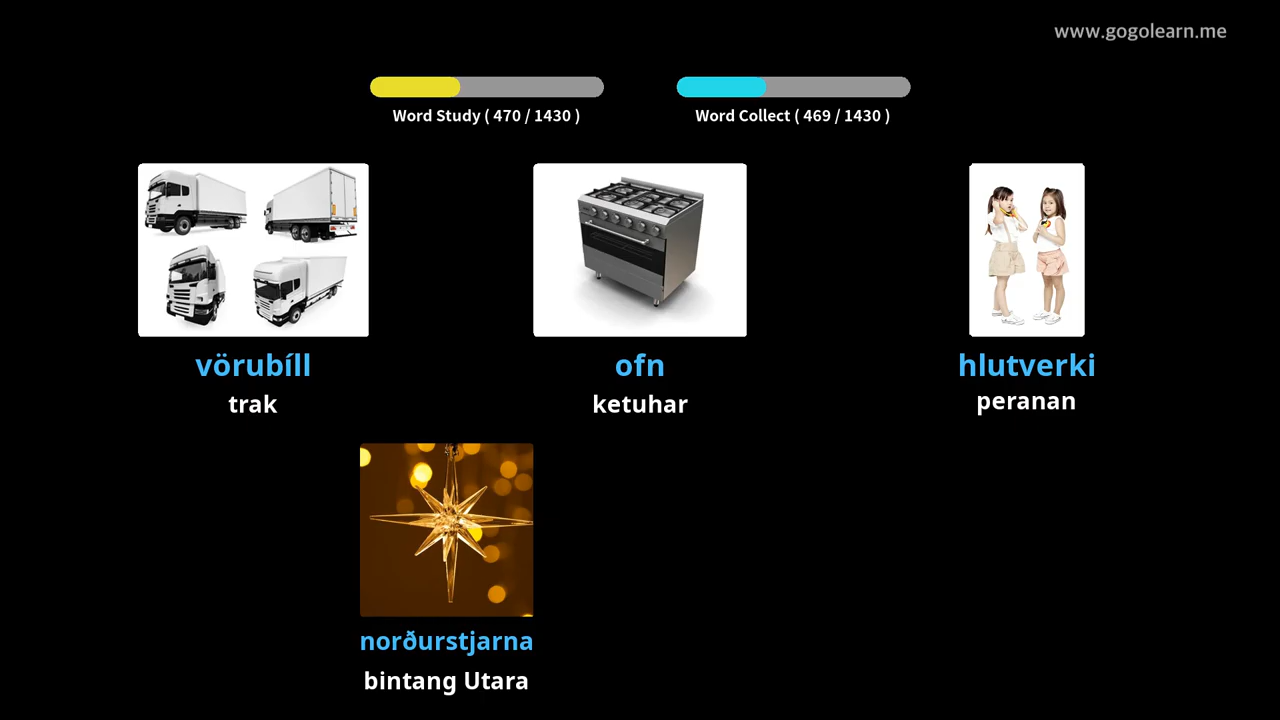 www.gogolearn.me
Word Study ( 470 / 1430 )
Word Collect ( 469 / 1430 )
vörubíll
trak
ofn
ketuhar
hlutverki
peranan
norðurstjarna
bintang Utara